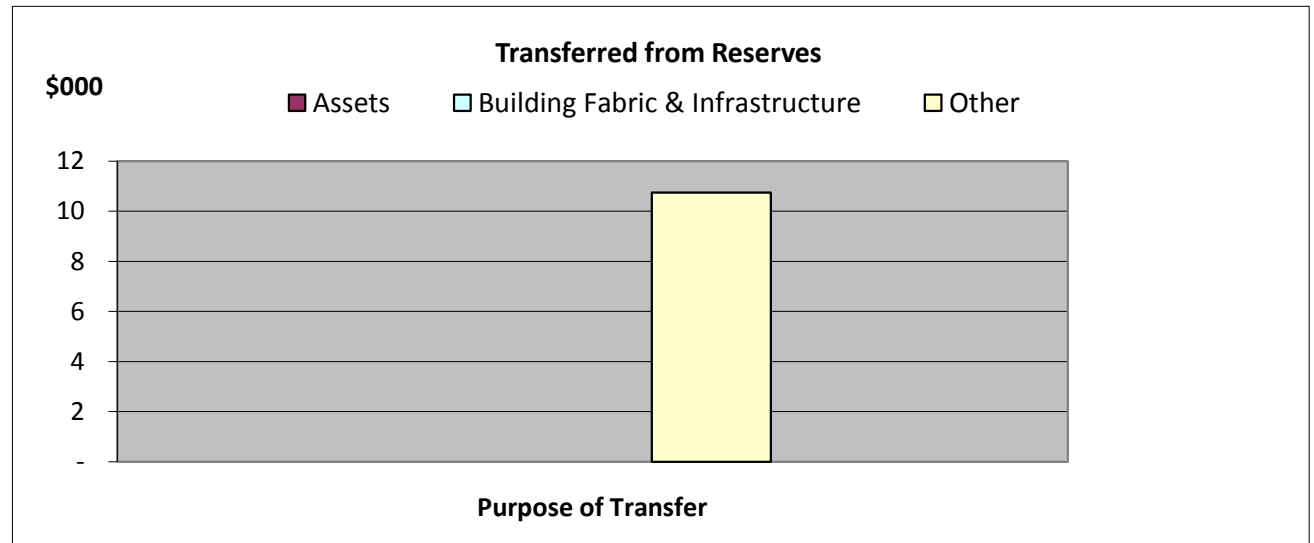 Transferred from Reserves
$000
Assets Building Fabric & Infrastructure Other
12
10
8
6
4
2
-
Purpose of Transfer